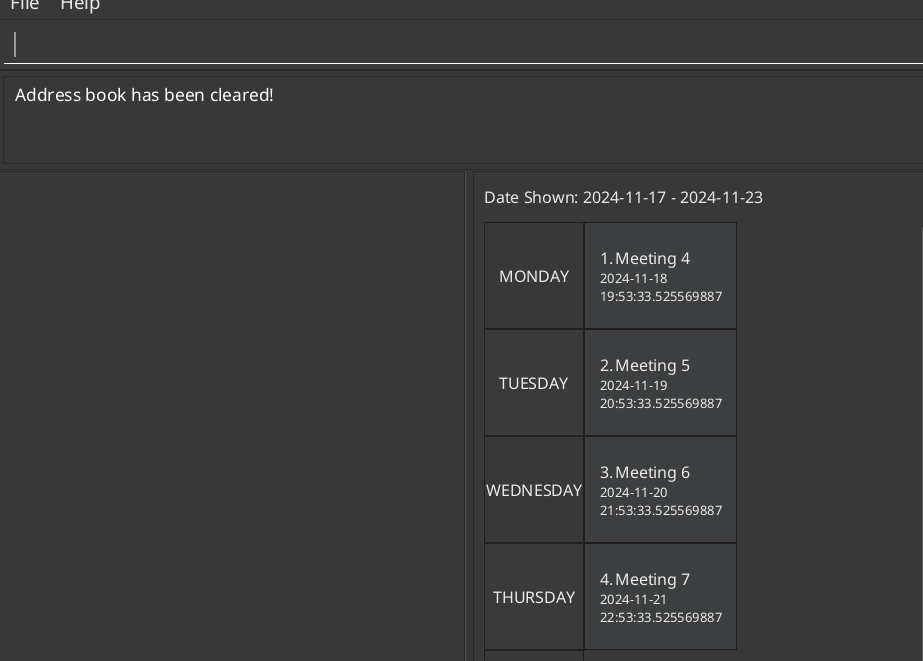 File Help
Address book has been cleared!
Date Shown: 2024-11-17 - 2024-11-23
MONDAY
1. Meeting 4
2024-11-18
19:53:33.525569887
TUESDAY
2. Meeting 5
2024-11-19
20:53:33.525569887
WEDNESDAY
3. Meeting 6
2024-11-20
21:53:33.525569887
THURSDAY
4. Meeting 7
2024-11-21
22:53:33.525569887